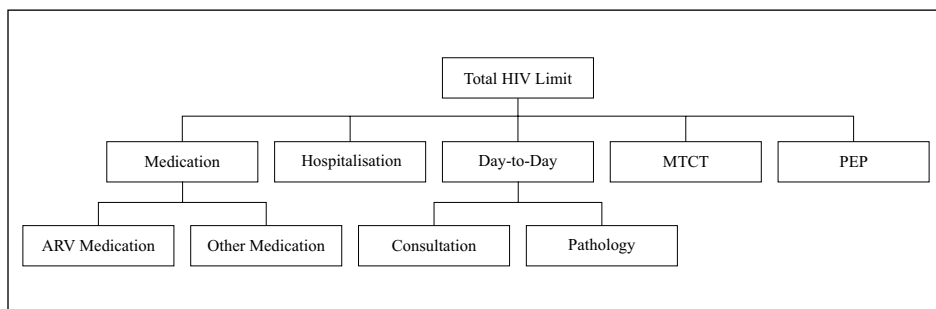 Total HIV Limit
Medication
Hospitalisation
Day-to-Day
MTCT
PEP
ARV Medication
Other Medication
Consultation
Pathology